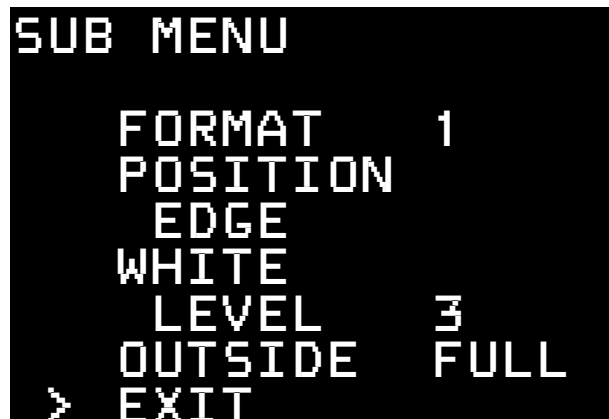 SUB MENU
FORMAT 1
POSITION
EDGE
WHITE
LEVEL 3
OUTSIDE FULL
> EXIT